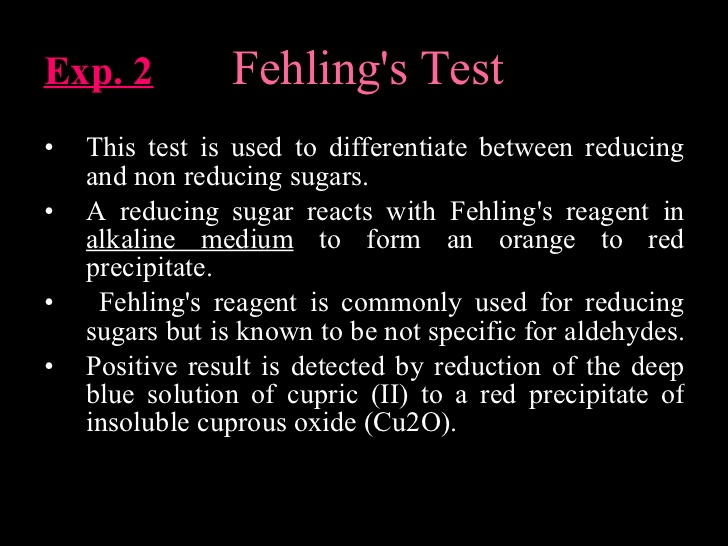 Exp. 2 Fehling's Test
• This test is used to differentiate between reducing
and non reducing sugars.
• A reducing sugar reacts with Fehling's reagent in
alkaline medium to form an orange to red
precipitate.
• Fehling's reagent is commonly used for reducing
sugars but is known to be not specific for aldehydes.
• Positive result is detected by reduction of the deep
blue solution of cupric (II) to a red precipitate of
insoluble cuprous oxide (Cu2O).